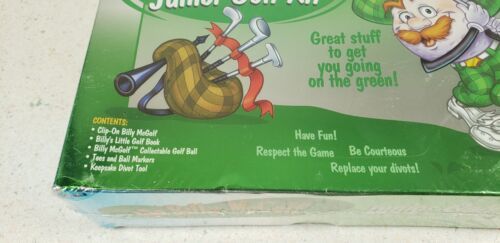 Junior Golf Kit
Great stuff
to get
you going
on the green!
CONTENTS:
• Clip-On Billy McGolf
• Billy's Little Golf Book
• Billy McGolf™ Collectable Golf Ball
• Tees and Ball Markers
• Keepsake Divot Tool
Have Fun!
Respect the Game
Be Courteous
Replace your divots!